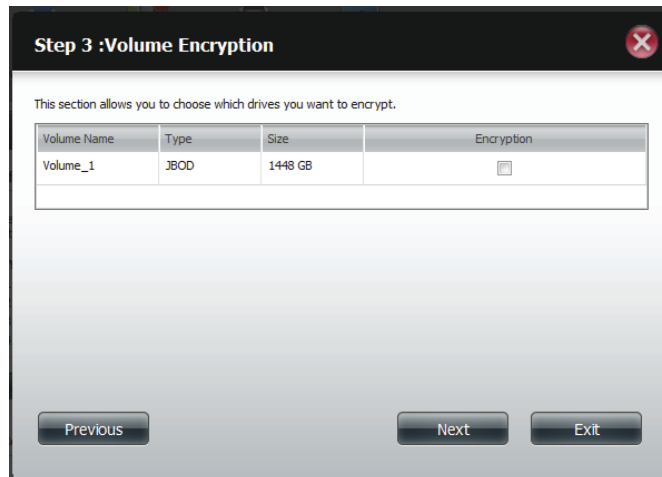 Step 3 :Volume Encryption
This section allows you to choose which drives you want to encrypt.
Volume Name Type Size Encryption
Volume_1 JBOD 1448 GB
Previous Next Exit